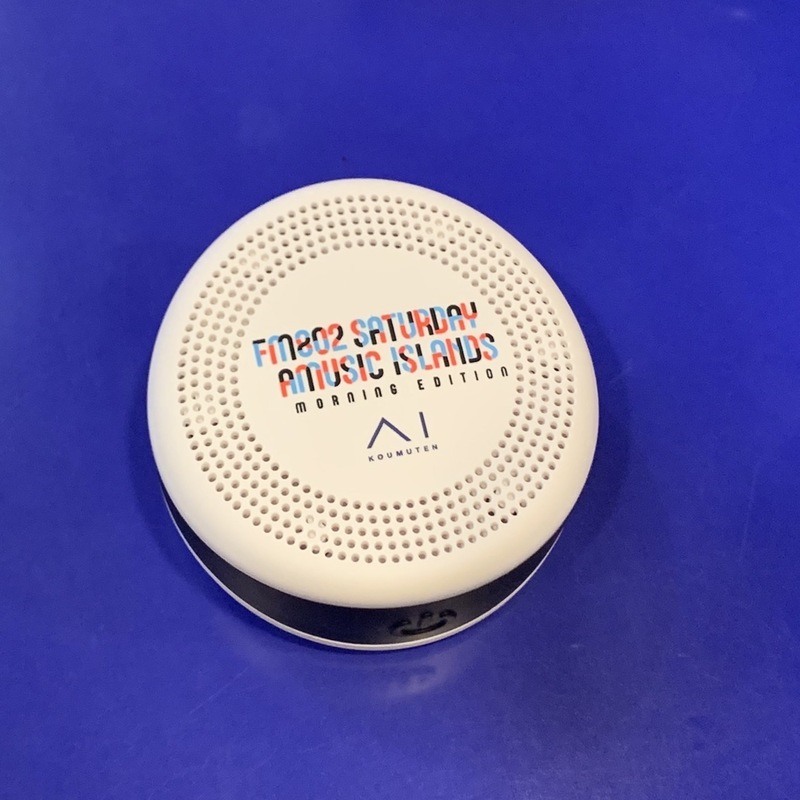 FM802 SATURDAY
AMUSIC ISLANDS
MORNING EDITION
AI
KOUMUTEN